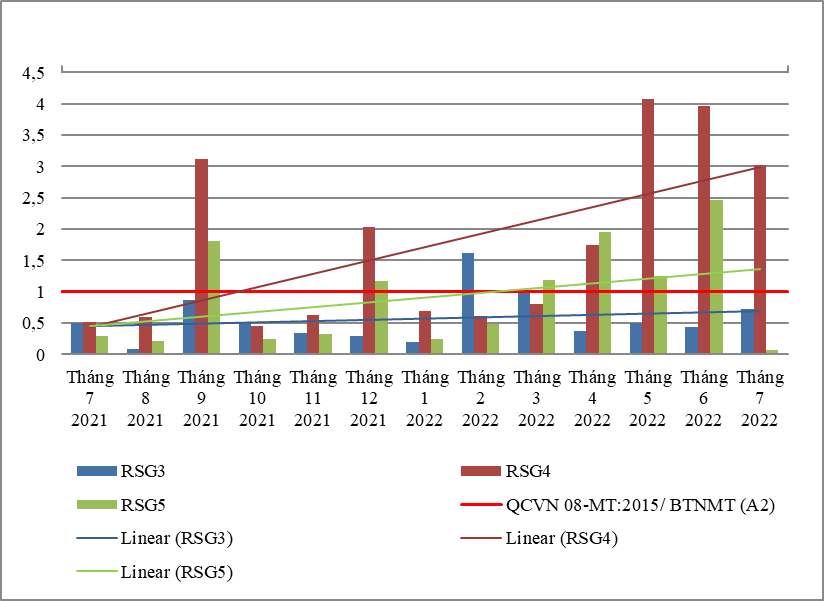 4,5
4
3,5
3
2,5
2
1,5
1
0,5
0
Tháng Tháng Tháng Tháng Tháng Tháng Tháng Tháng Tháng Tháng Tháng Tháng Tháng
7 8 9 10 11 12 1 2 3 4 5 6 7
2021 2021 2021 2021 2021 2021 2022 2022 2022 2022 2022 2022 2022
RSG3 RSG4
RSG5 QCVN 08-MT:2015/ BTNMT (A2)
Linear (RSG3) Linear (RSG4)
Linear (RSG5)